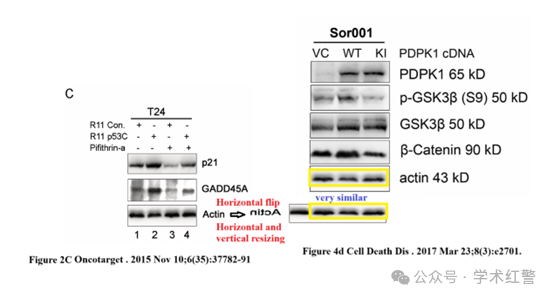 C
T24
R11 Con. + - + -
R11 p53C - + - +
Pifithrin-a - - + +
p21
GADD45A
Actin
1 2 3 4
Horizontal flip
Actin
Horizontal and
vertical resizing
Figure 2C Oncotarget . 2015 Nov 10;6(35):37782-91
Sor001
VC WT KI PDPK1 cDNA
PDPK1 65 kD
p-GSK3β (S9) 50 kD
GSK3β 50 kD
β-Catenin 90 kD
actin 43 kD
very similar
Figure 4d Cell Death Dis . 2017 Mar 23;8(3):e2701.
公众号 · 学术红警